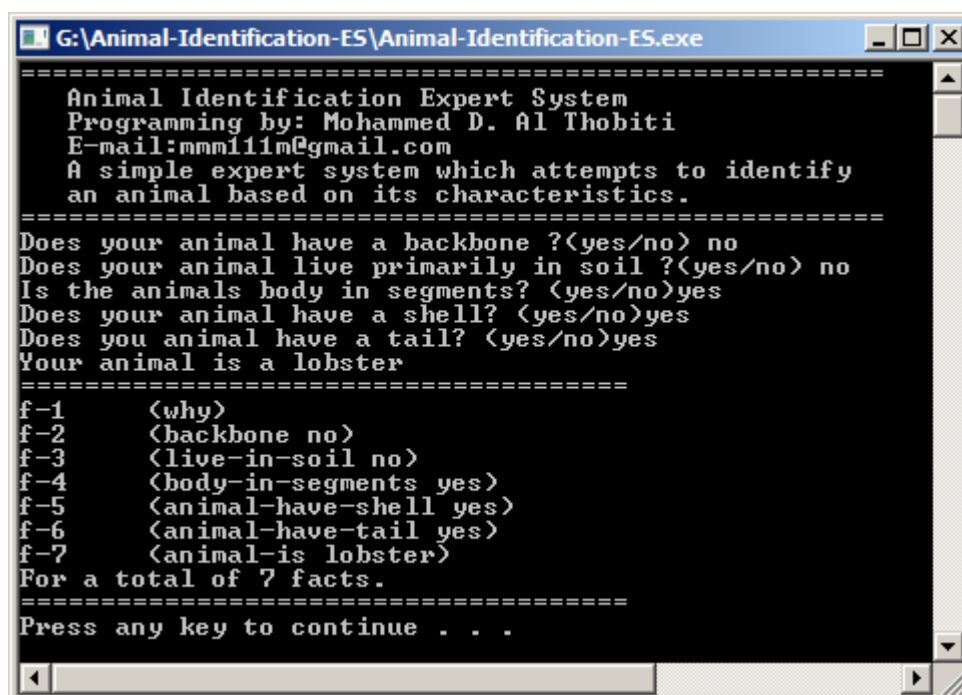 G:\Animal-Identification-ES\Animal-Identification-ES.exe
======================================================
Animal Identification Expert System
Programming by: Mohammed D. Al Thobiti
E-mail:mmm111m@gmail.com
A simple expert system which attempts to identify
an animal based on its characteristics.
======================================================
Does your animal have a backbone ?(yes/no) no
Does your animal live primarily in soil ?(yes/no) no
Is the animals body in segments? (yes/no)yes
Does your animal have a shell? (yes/no)yes
Does you animal have a tail? (yes/no)yes
Your animal is a lobster
======================================
f-1 (why)
f-2 (backbone no)
f-3 (live-in-soil no)
f-4 (body-in-segments yes)
f-5 (animal-have-shell yes)
f-6 (animal-have-tail yes)
f-7 (animal-is lobster)
For a total of 7 facts.
======================================
Press any key to continue . . .